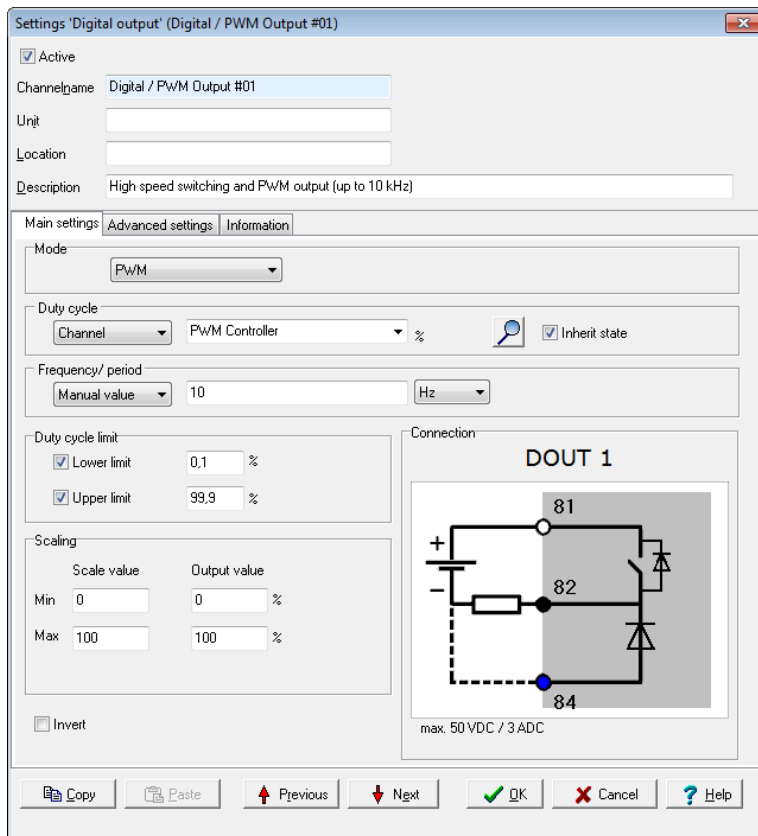 Settings 'Digital output' (Digital / PWM Output #01)
Active
Channelname Digital / PWM Output #01
Unit
Location
Description High speed switching and PWM output (up to 10 kHz)
Main settings Advanced settings Information
Mode
PWM
Duty cycle
Channel PWM Controller % Inherit state
Frequency/ period
Manual value 10 Hz
Duty cycle limit
Lower limit 0,1 %
Upper limit 99,9 %
Scaling
Scale value Output value
Min 0 0 %
Max 100 100 %
Invert
Connection
DOUT 1
81
+
82
−
84
max. 50 VDC / 3 ADC
Copy Paste Previous Next OK Cancel Help